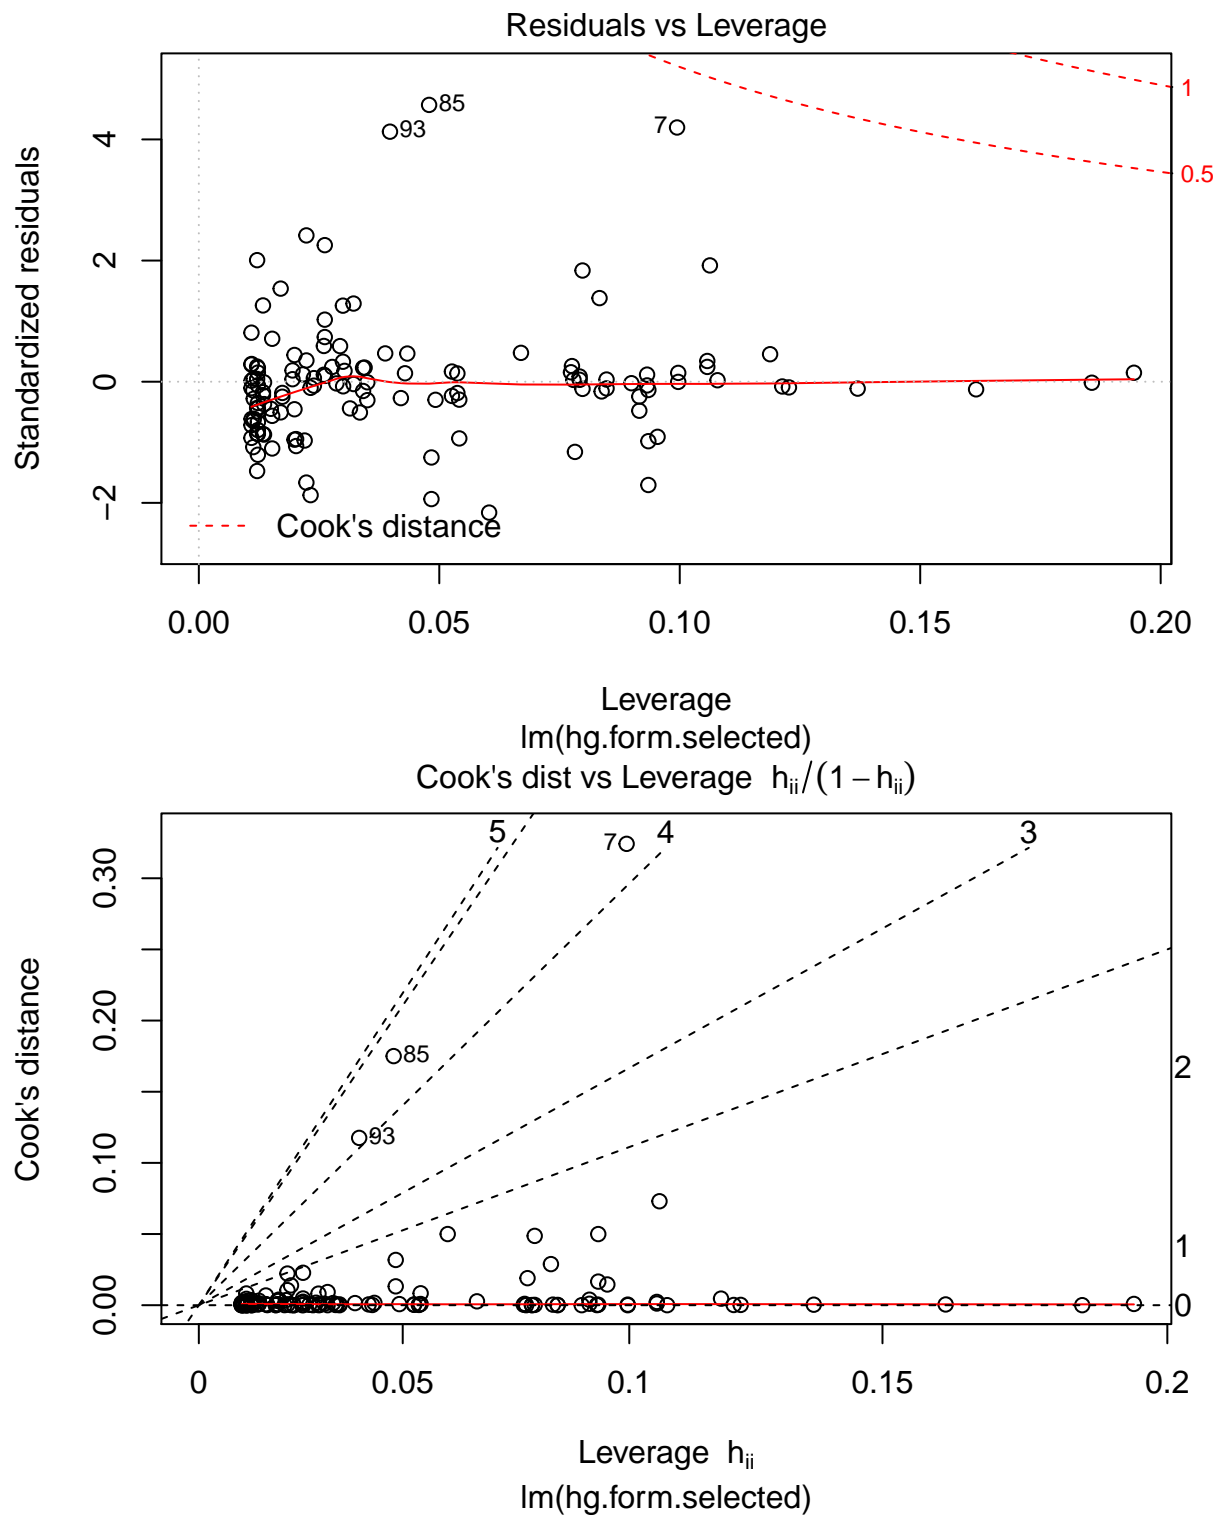 Residuals vs Leverage
Standardized residuals
4
2
0
−2
85
93
7
1
0.5
Cook's distance
0.00 0.05 0.10 0.15 0.20
Leverage
lm(hg.form.selected)
Cook's dist vs Leverage hii/(1 − hii)
Cook's distance
0.30
0.20
0.10
0.00
5
7
4
3
85
93
2
1
0
0 0.05 0.1 0.15 0.2
Leverage hii
lm(hg.form.selected)